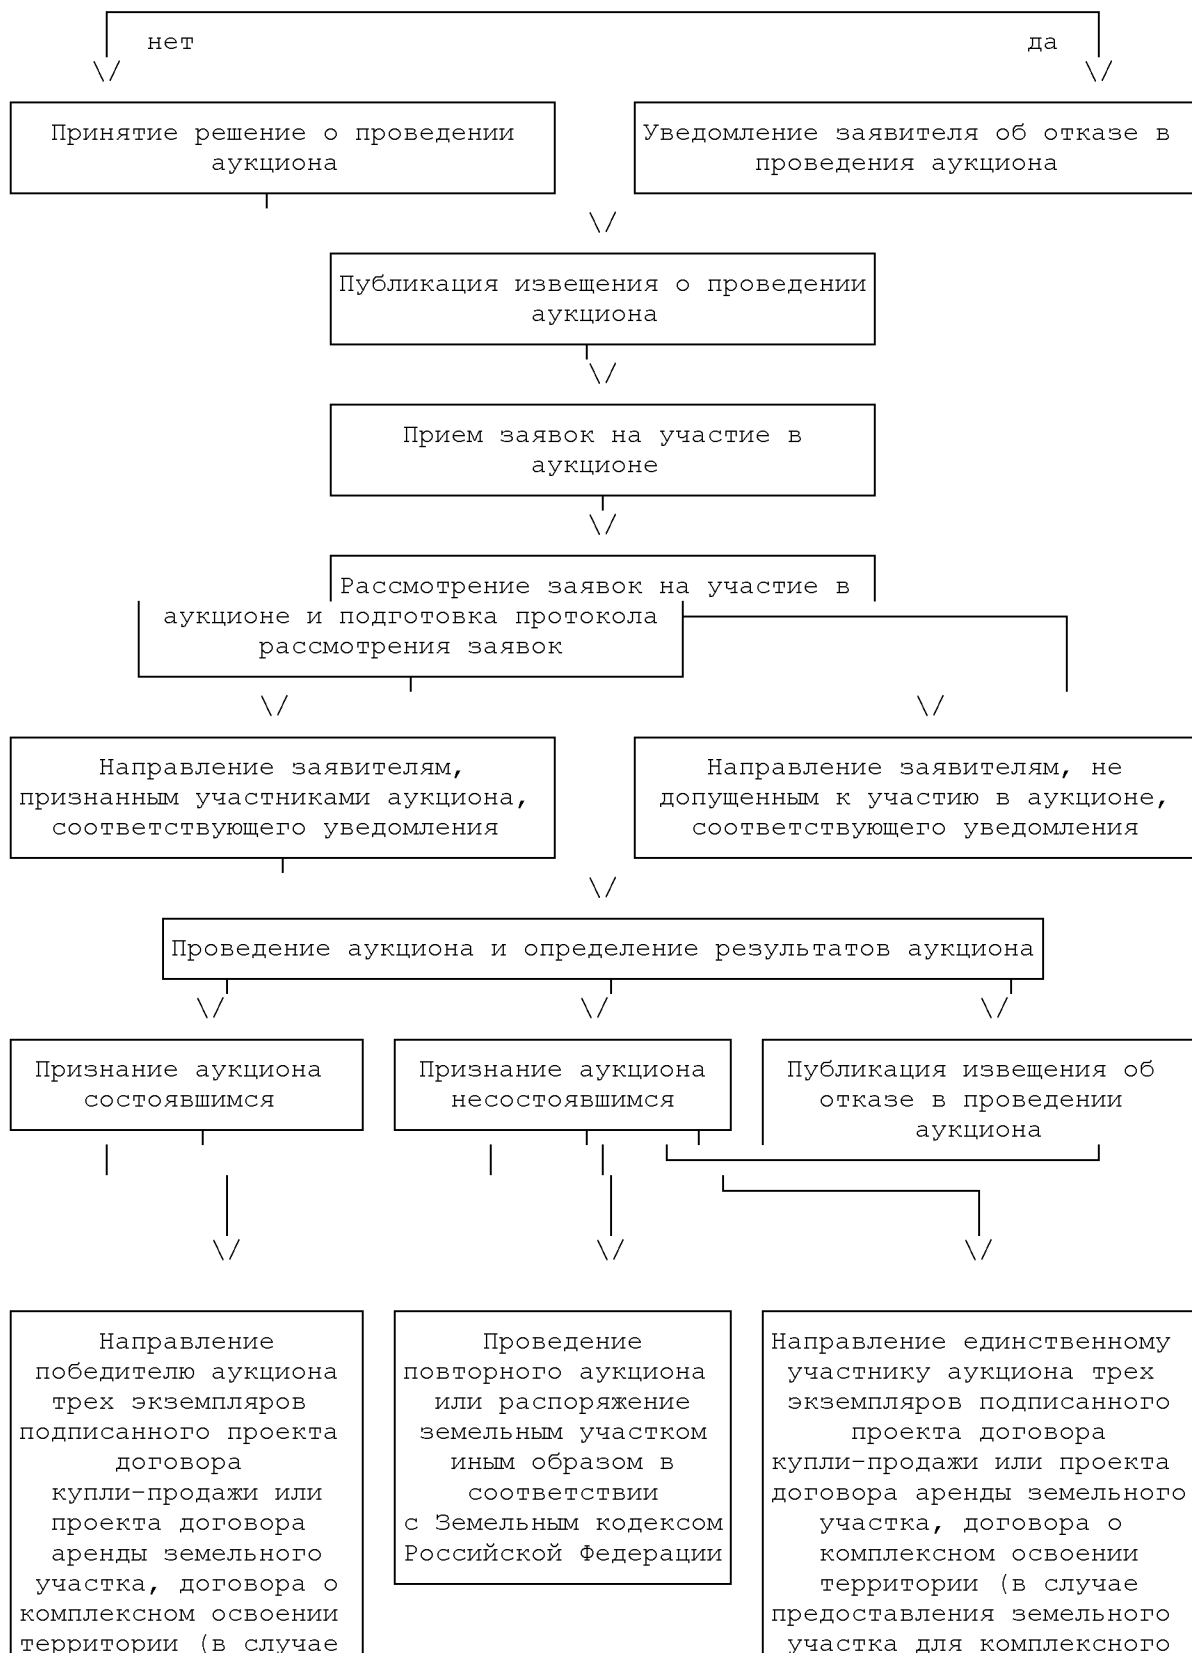 нет
да
Принятие решение о проведении
аукциона
Уведомление заявителя об отказе в
проведения аукциона
Публикация извещения о проведении
аукциона
Прием заявок на участие в
аукционе
Рассмотрение заявок на участие в
аукционе и подготовка протокола
рассмотрения заявок
Направление заявителям,
признанным участниками аукциона,
соответствующего уведомления
Направление заявителям, не
допущенным к участию в аукционе,
соответствующего уведомления
Проведение аукциона и определение результатов аукциона
Признание аукциона
состоявшимся
Признание аукциона
несостоявшимся
Публикация извещения об
отказе в проведении
аукциона
Направление
победителю аукциона
трех экземпляров
подписанного проекта
договора
купли-продажи или
проекта договора
аренды земельного
участка, договора о
комплексном освоении
территории (в случае
Проведение
повторного аукциона
или распоряжение
земельным участком
иным образом в
соответствии
с Земельным кодексом
Российской Федерации
Направление единственному
участнику аукциона трех
экземпляров подписанного
проекта договора
купли-продажи или проекта
договора аренды земельного
участка, договора о
комплексном освоении
территории (в случае
предоставления земельного
участка для комплексного